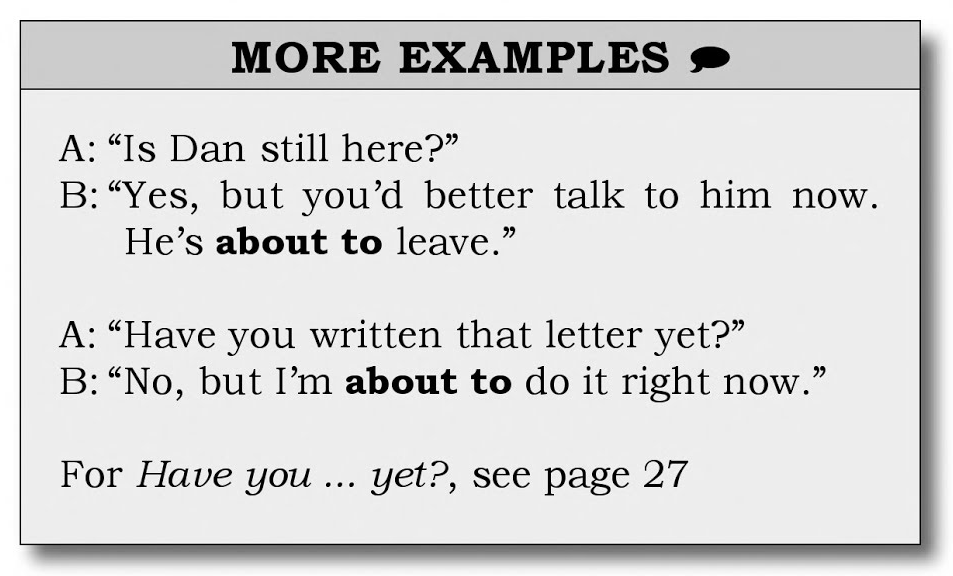 MORE EXAMPLES
A: “Is Dan still here?”
B: “Yes, but you’d better talk to him now.
He’s about to leave.”
A: “Have you written that letter yet?”
B: “No, but I’m about to do it right now.”
For Have you ... yet?, see page 27